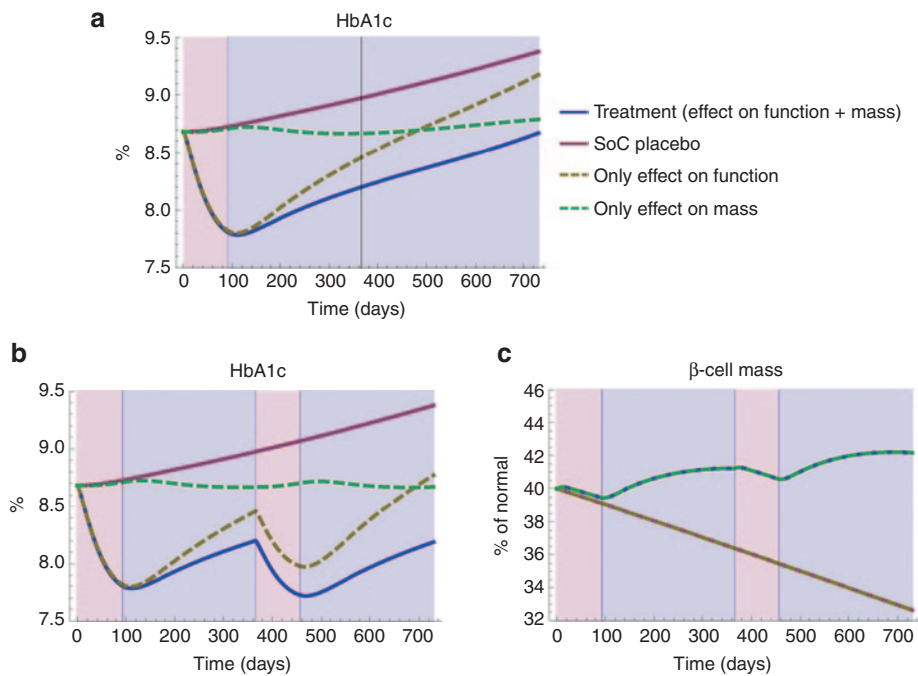 a
HbA1c
9.5
9.0
8.5
8.0
7.5
%
0 100 200 300 400 500 600 700
Time (days)
Treatment (effect on function + mass)
SoC placebo
Only effect on function
Only effect on mass
b
HbA1c
9.5
9.0
8.5
8.0
7.5
%
0 100 200 300 400 500 600 700
Time (days)
c
β-cell mass
46
44
42
40
38
36
34
32
% of normal
0 100 200 300 400 500 600 700
Time (days)